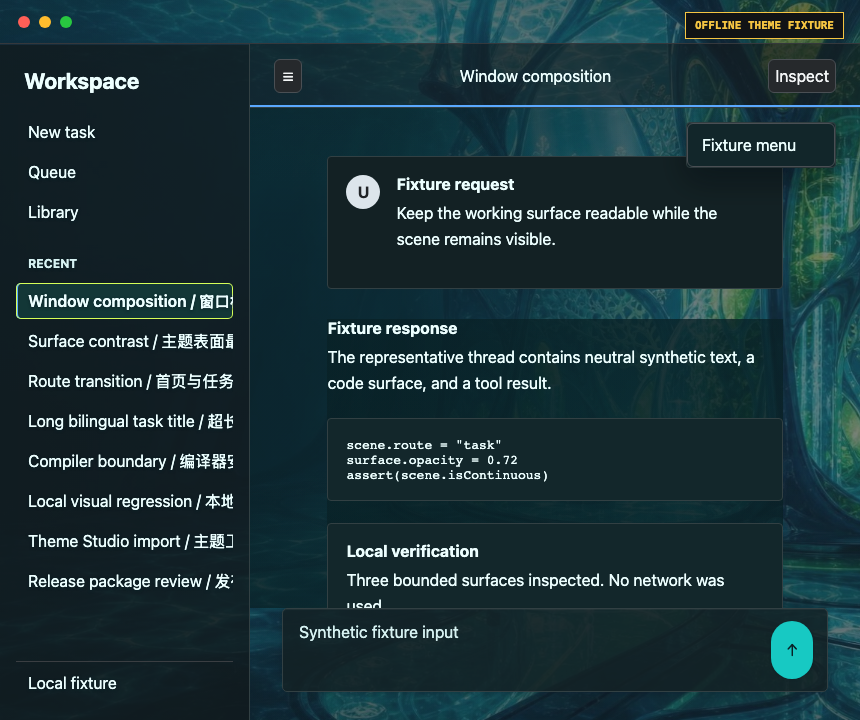 OFFLINE THEME FIXTURE
Workspace
New task
Queue
Library
RECENT
Window composition / 窗口
Surface contrast / 主题表面
Route transition / 首页与任务
Long bilingual task title / 超长
Compiler boundary / 编译器
Local visual regression / 本地
Theme Studio import / 主题
Release package review / 发
Local fixture
≡
Window composition
Inspect
Fixture menu
U
Fixture request
Keep the working surface readable while the
scene remains visible.
Fixture response
The representative thread contains neutral synthetic text, a
code surface, and a tool result.
scene.route = "task"
surface.opacity = 0.72
assert(scene.isContinuous)
Local verification
Three bounded surfaces inspected. No network was
used
Synthetic fixture input
↑